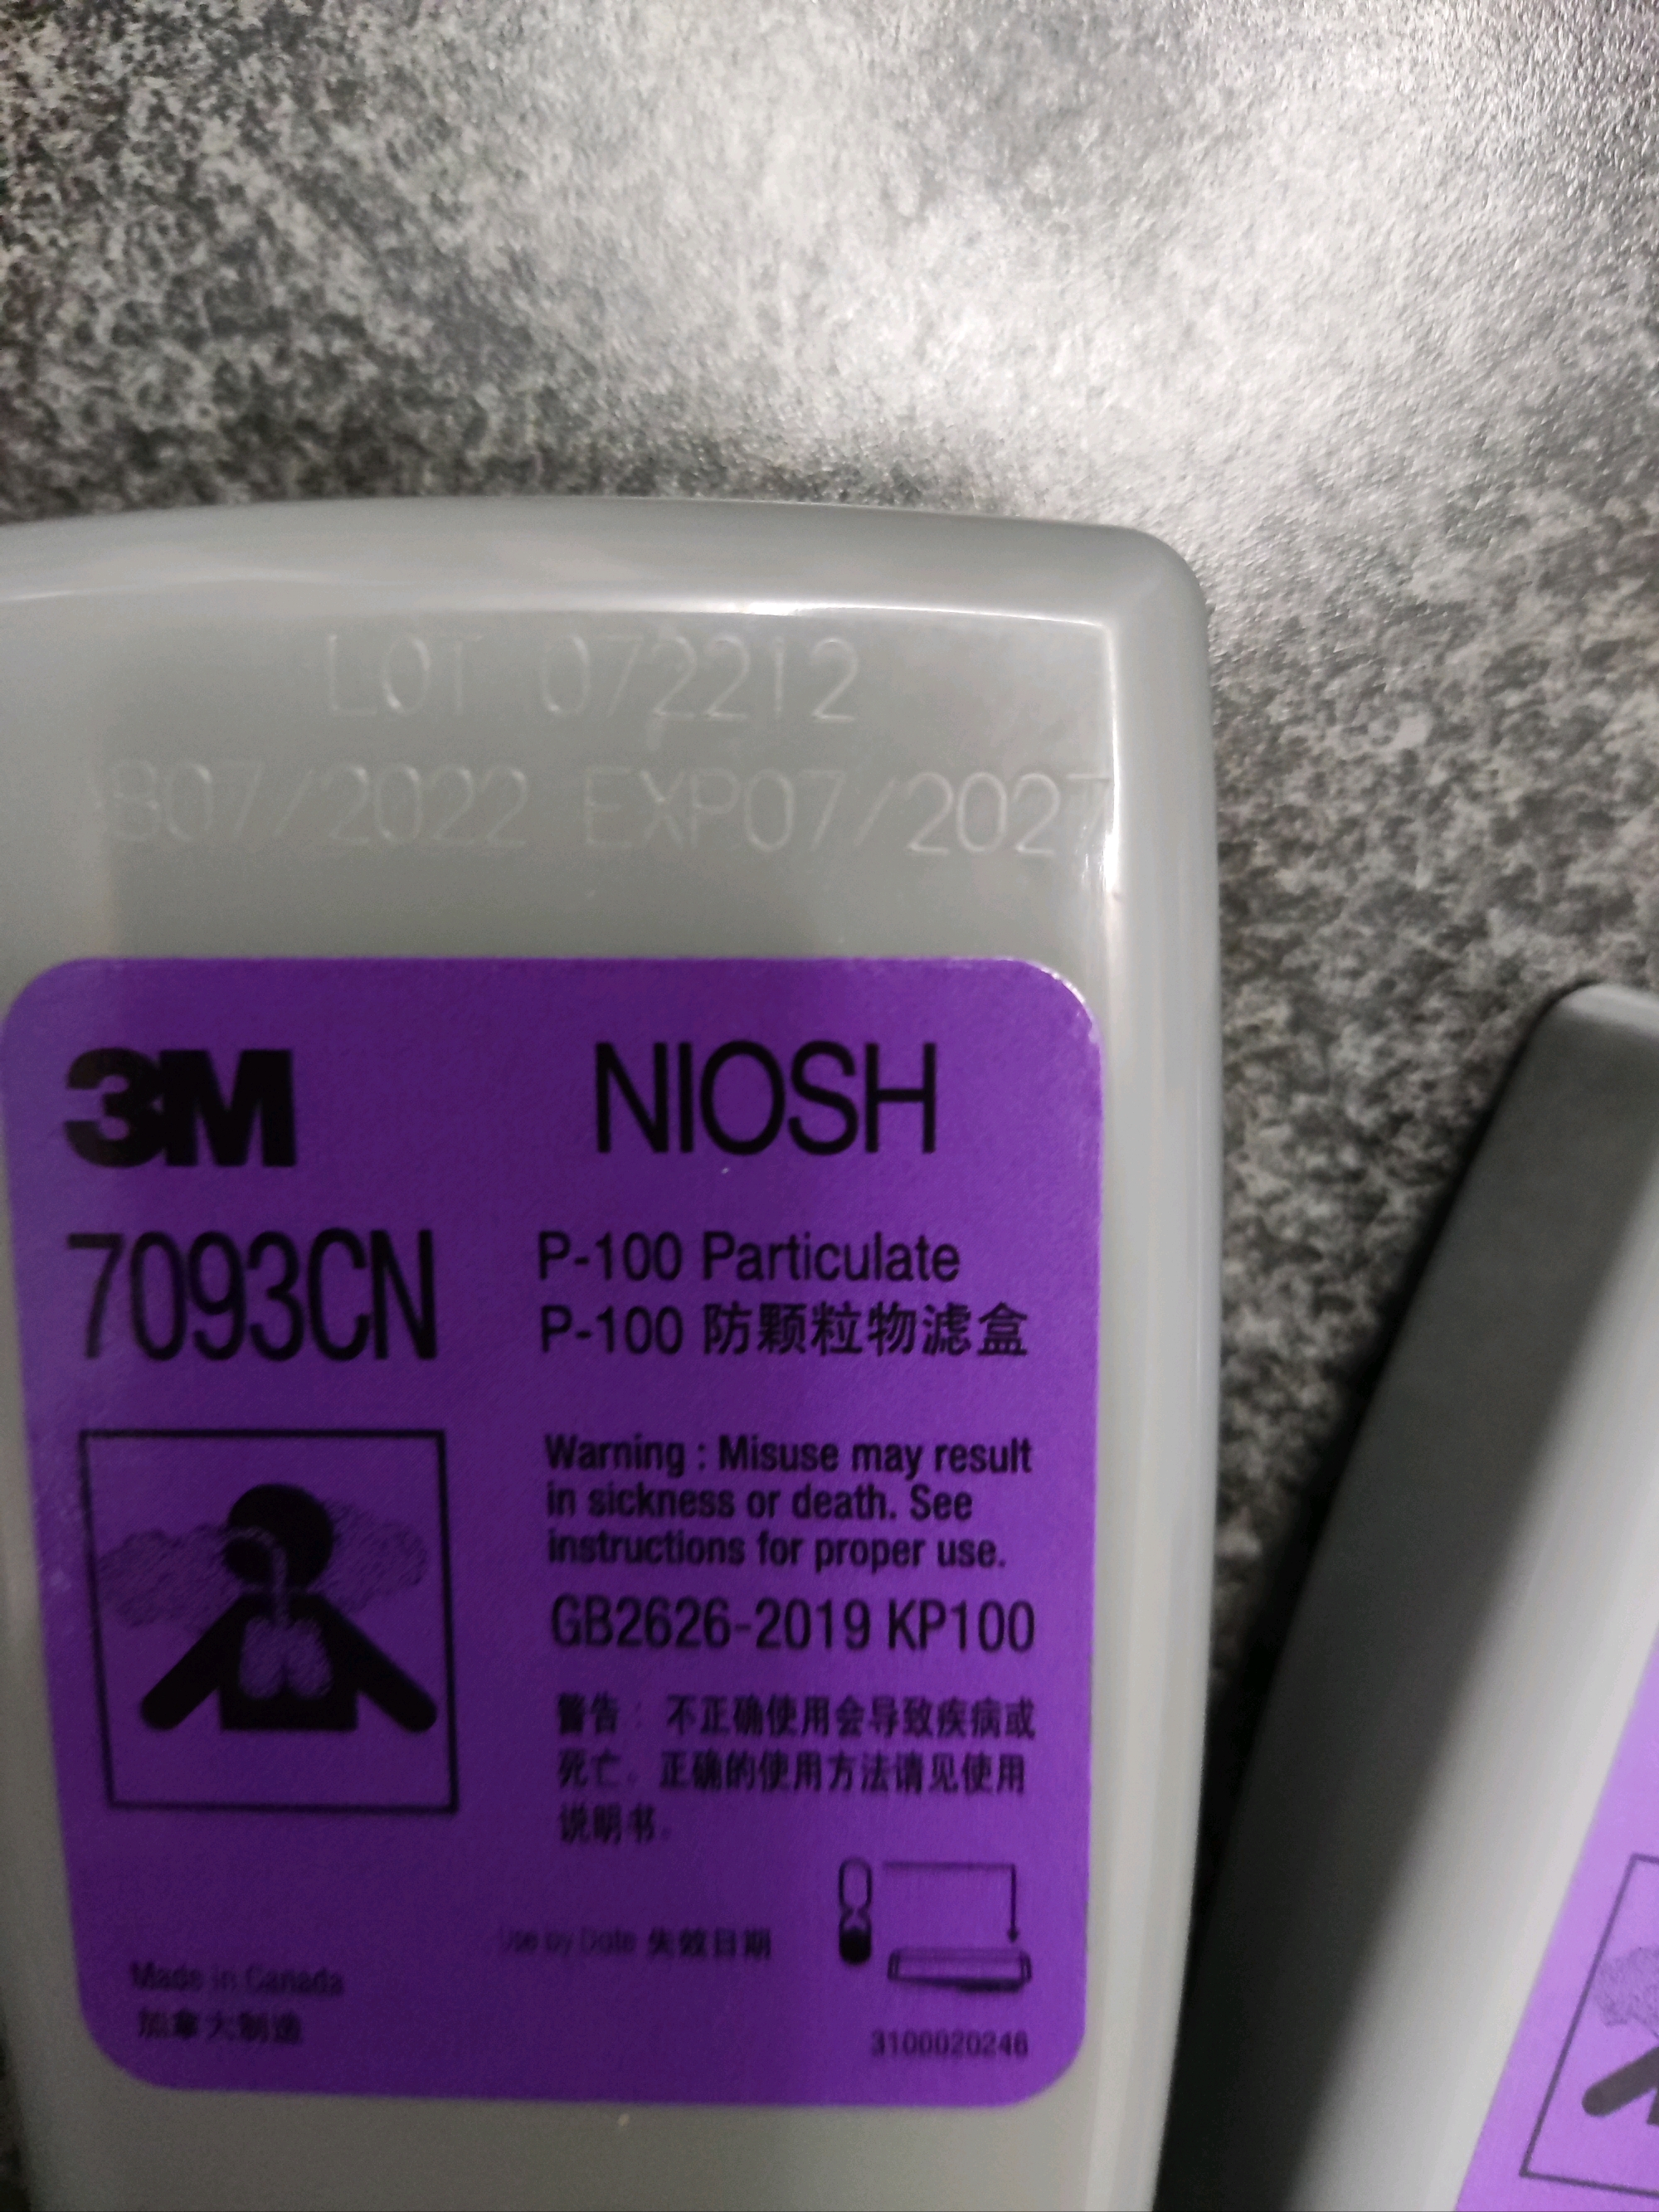 LOT 072212
B07/2022 EXP07/2027
3M NIOSH
7093CN
P-100 Particulate
P-100 防颗粒物滤盒
Warning : Misuse may result
in sickness or death. See
instructions for proper use.
GB2626-2019 KP100
警告： 不正确使用会导致疾病或
死亡。正确的使用方法请见使用
说明书。
Use by Date 失效日期
Made in Canada
加拿大制造
3100020246